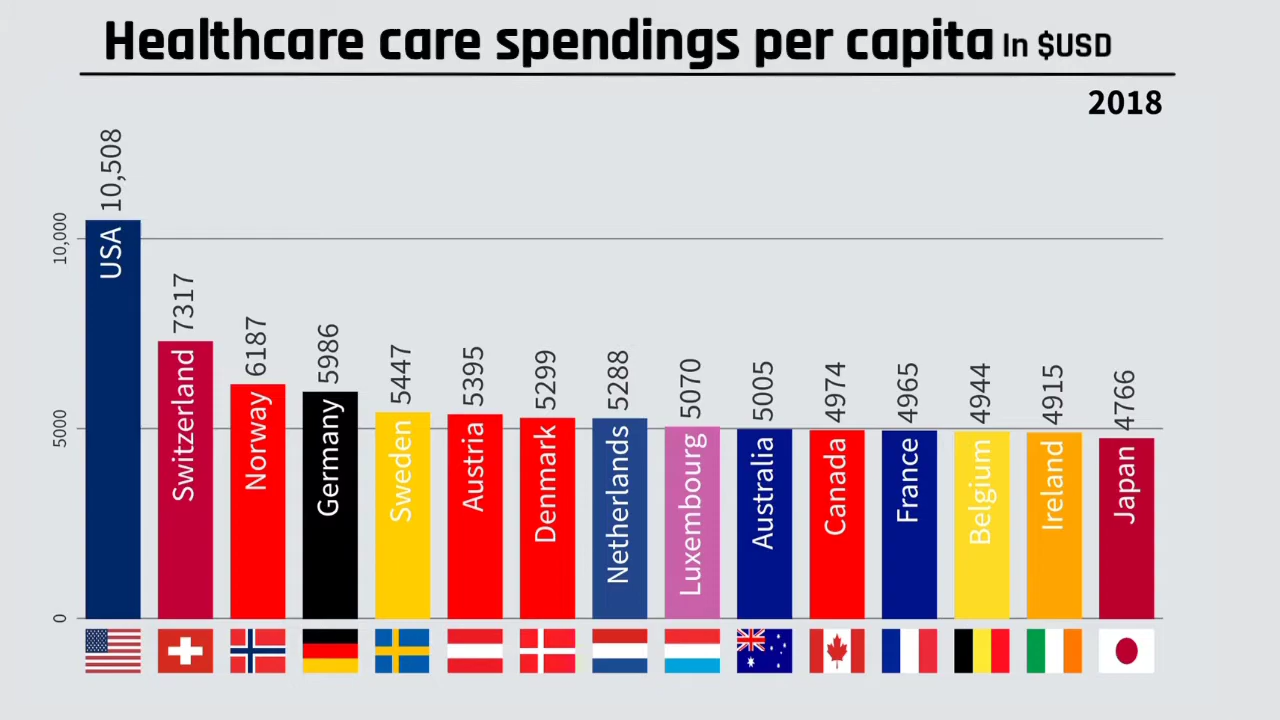 Healthcare care spendings per capita In $USD
2018
10,000
5000
0
USA 10,508
Switzerland 7317
Norway 6187
Germany 5986
Sweden 5447
Austria 5395
Denmark 5299
Netherlands 5288
Luxembourg 5070
Australia 5005
Canada 4974
France 4965
Belgium 4944
Ireland 4915
Japan 4766